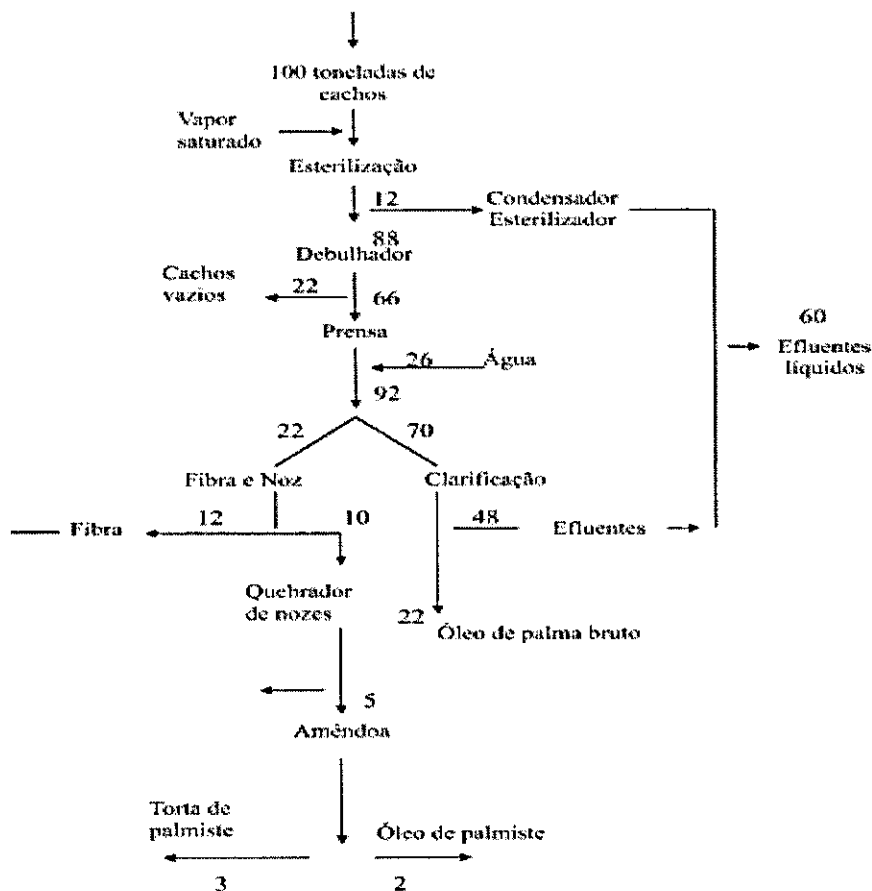 100 toneladas de
cachos
Vapor
saturado
Esterilização
12
Condensador
Esterilizador
88
Debulhador
Cachos
vazios
22
66
Prensa
60
Efluentes
líquidos
26
Água
92
22
70
Fibra e Noz
Clarificação
Fibra
12
10
48
Efluentes
Quebrador
de nozes
22
Óleo de palma bruto
5
Amêndoa
Torta de
palmiste
Óleo de palmiste
3
2